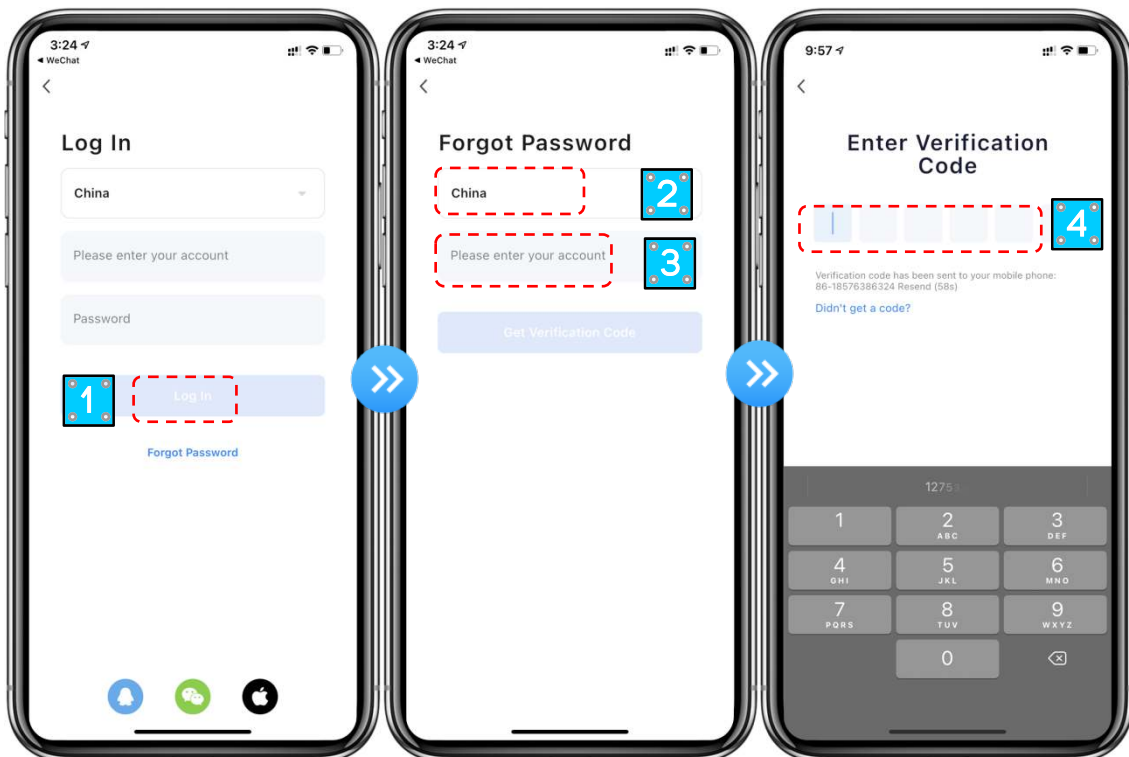 3:24
◄ WeChat
Log In
China
Please enter your account
Password
1
Log In
Forgot Password
3:24
◄ WeChat
Forgot Password
China
2
Please enter your account
3
Get Verification Code
9:57
Enter Verification
Code
4
Verification code has been sent to your mobile phone:
86-18576386324 Resend (58s)
Didn't get a code?
1275
1
2
ABC
3
DEF
4
GHI
5
JKL
6
MNO
7
PQRS
8
TUV
9
WXYZ
0